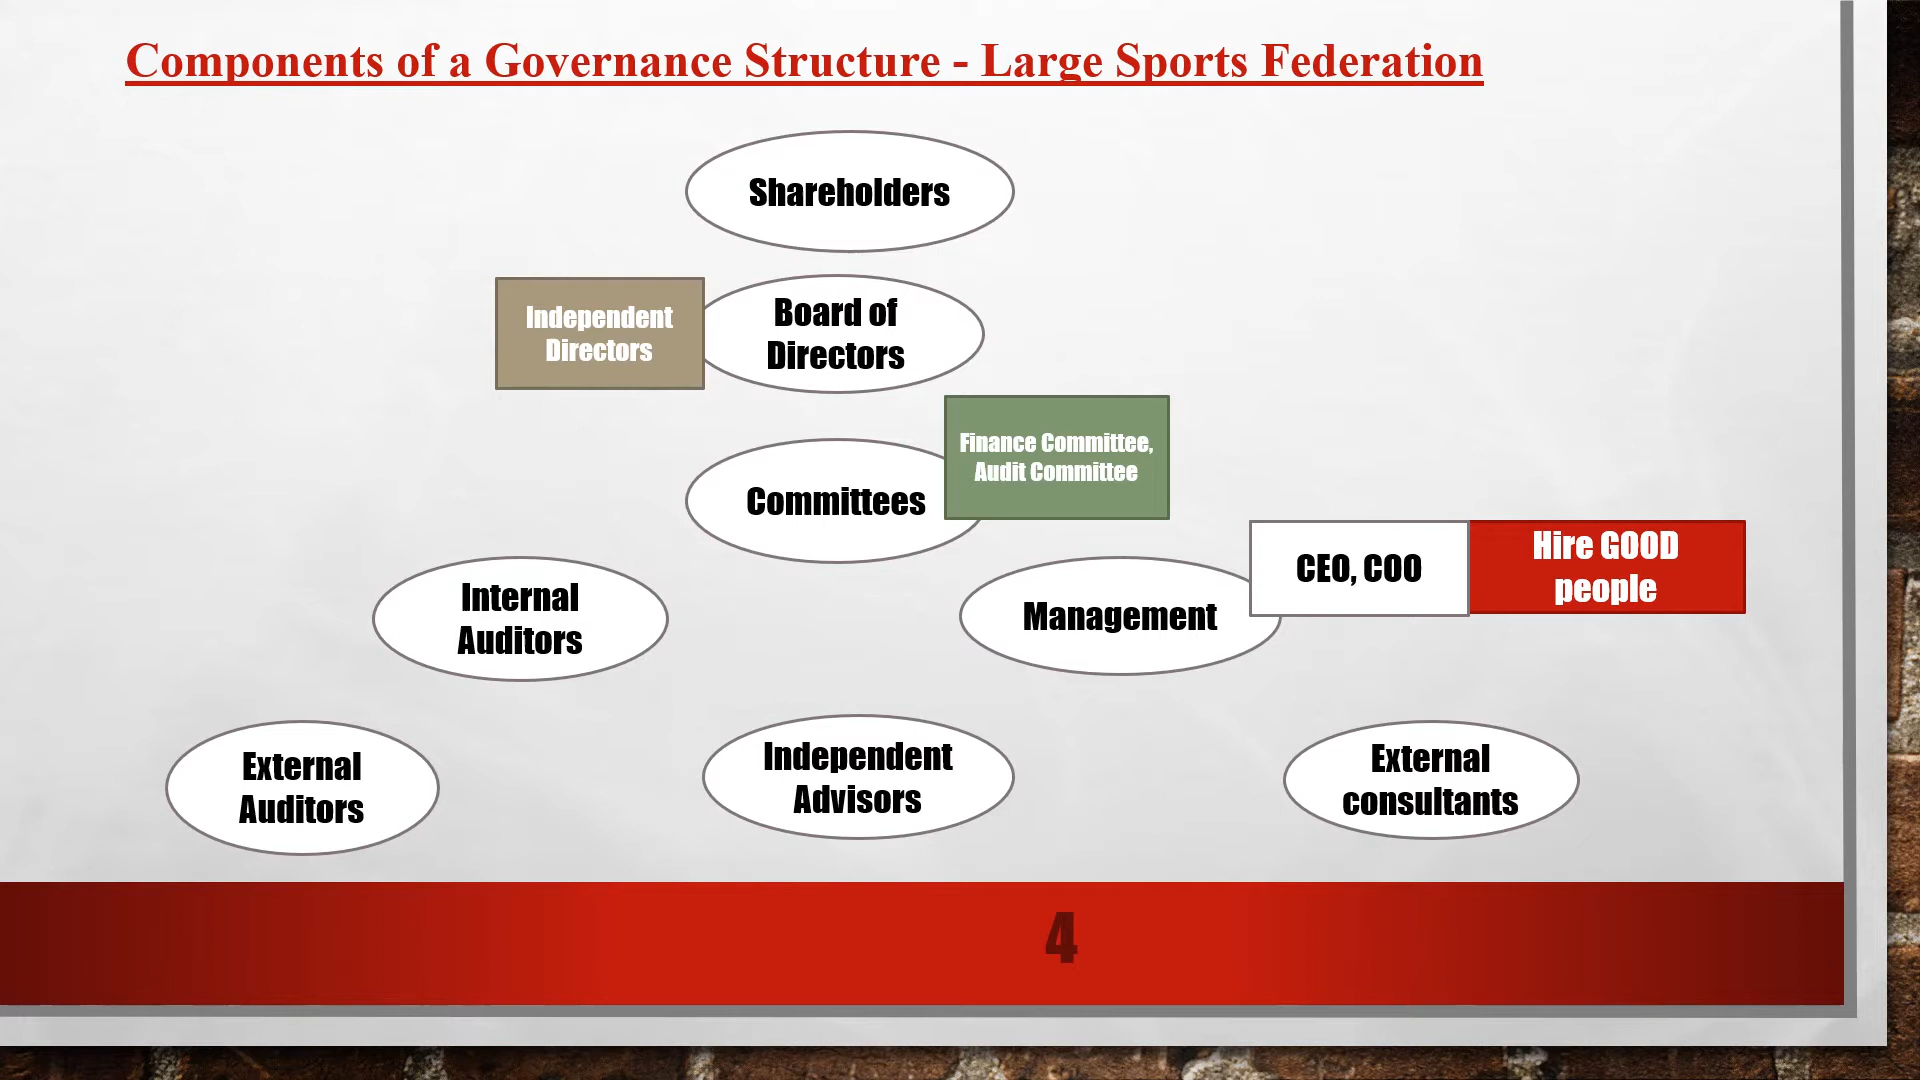 Components of a Governance Structure - Large Sports Federation
Shareholders
Independent
Directors
Board of
Directors
Finance Committee,
Audit Committee
Committees
CEO, COO
Hire GOOD
people
Internal
Auditors
Management
External
Auditors
Independent
Advisors
External
consultants
4